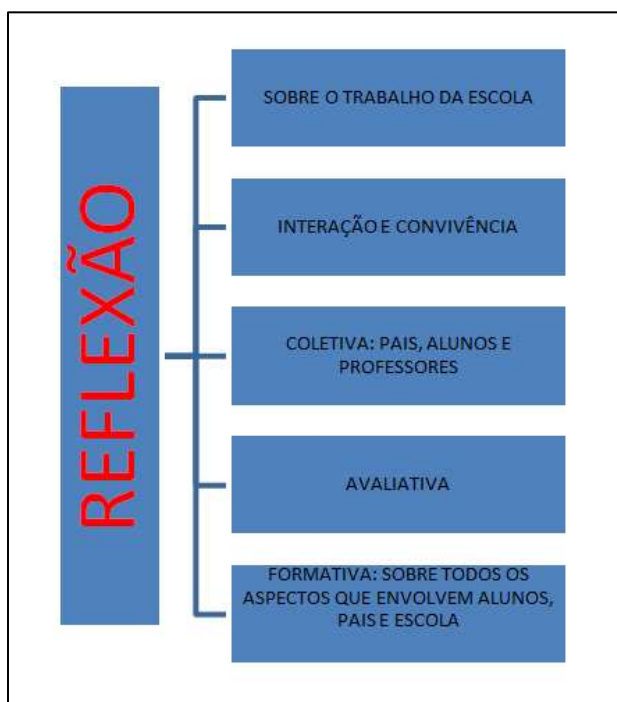 REFLEXÃO
SOBRE O TRABALHO DA ESCOLA
INTERAÇÃO E CONVIVÊNCIA
COLETIVA: PAIS, ALUNOS E
PROFESSORES
AVALIATIVA
FORMATIVA: SOBRE TODOS OS
ASPECTOS QUE ENVOLVEM ALUNOS,
PAIS E ESCOLA